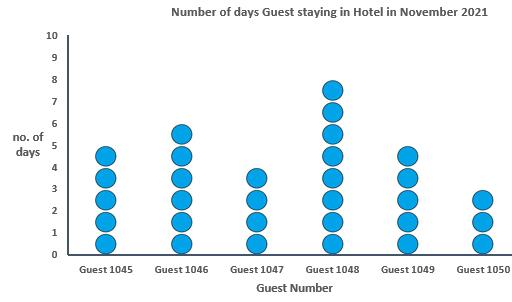 Number of days Guest staying in Hotel in November 2021
10
9
8
7
6
5
4
3
2
1
0
no. of
days
Guest 1045 Guest 1046 Guest 1047 Guest 1048 Guest 1049 Guest 1050
Guest Number